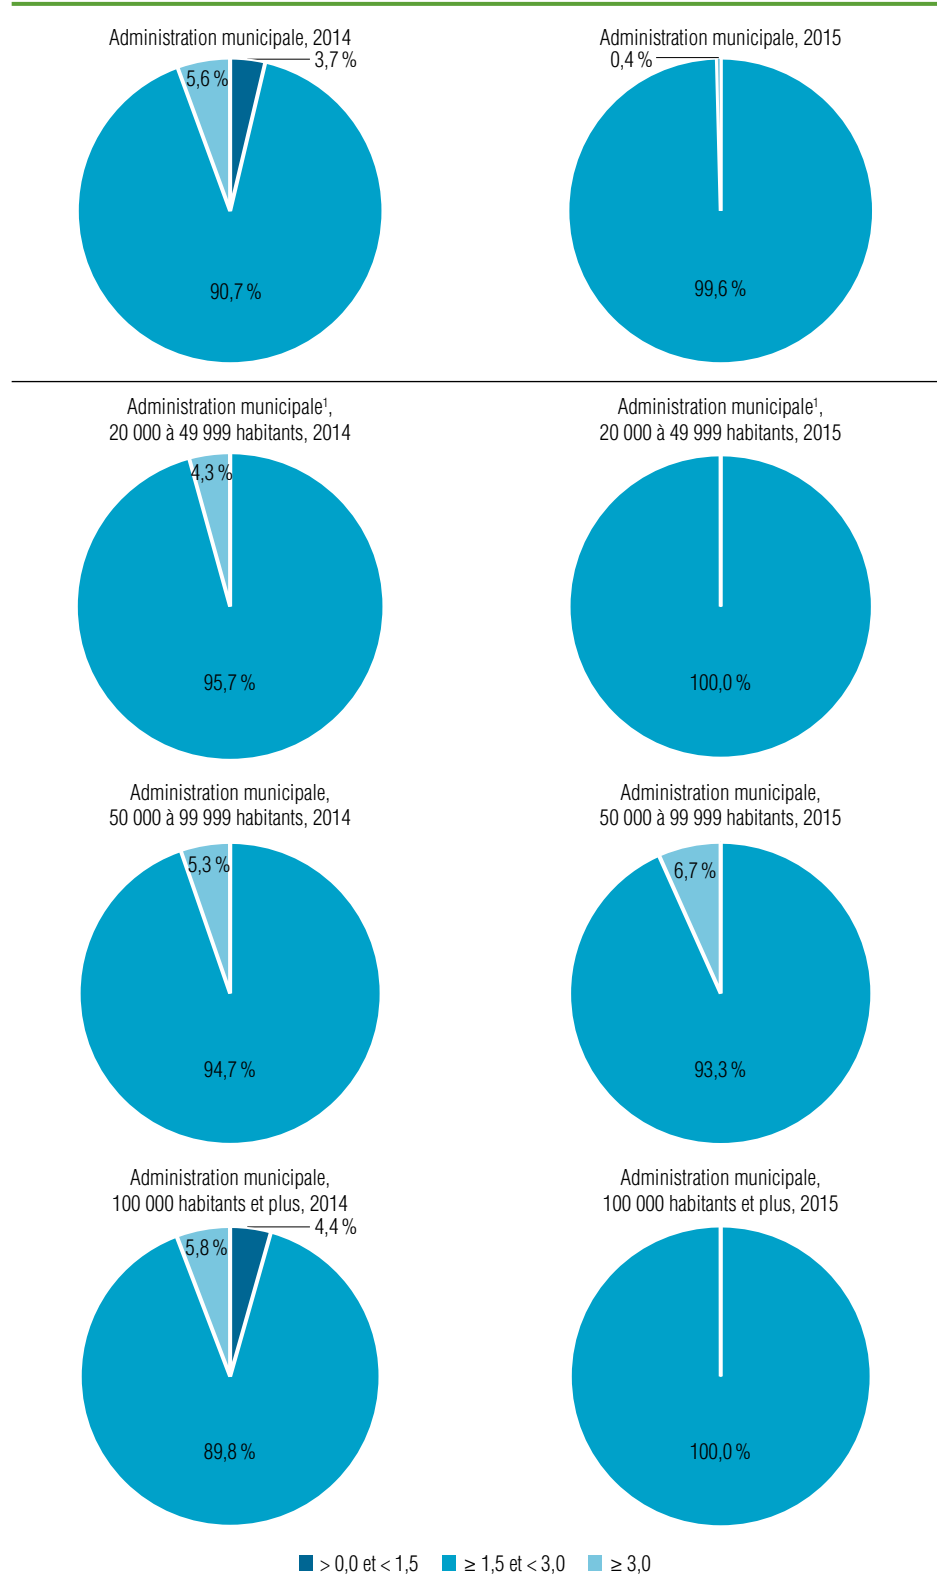 Administration municipale, 2014
3,7 %
5,6 %
90,7 %
Administration municipale, 2015
0,4 %
99,6 %
Administration municipale¹,
20 000 à 49 999 habitants, 2014
4,3 %
95,7 %
Administration municipale¹,
20 000 à 49 999 habitants, 2015
100,0 %
Administration municipale,
50 000 à 99 999 habitants, 2014
5,3 %
94,7 %
Administration municipale,
50 000 à 99 999 habitants, 2015
6,7 %
93,3 %
Administration municipale,
100 000 habitants et plus, 2014
4,4 %
5,8 %
89,8 %
Administration municipale,
100 000 habitants et plus, 2015
100,0 %
> 0,0 et < 1,5
≥ 1,5 et < 3,0
≥ 3,0